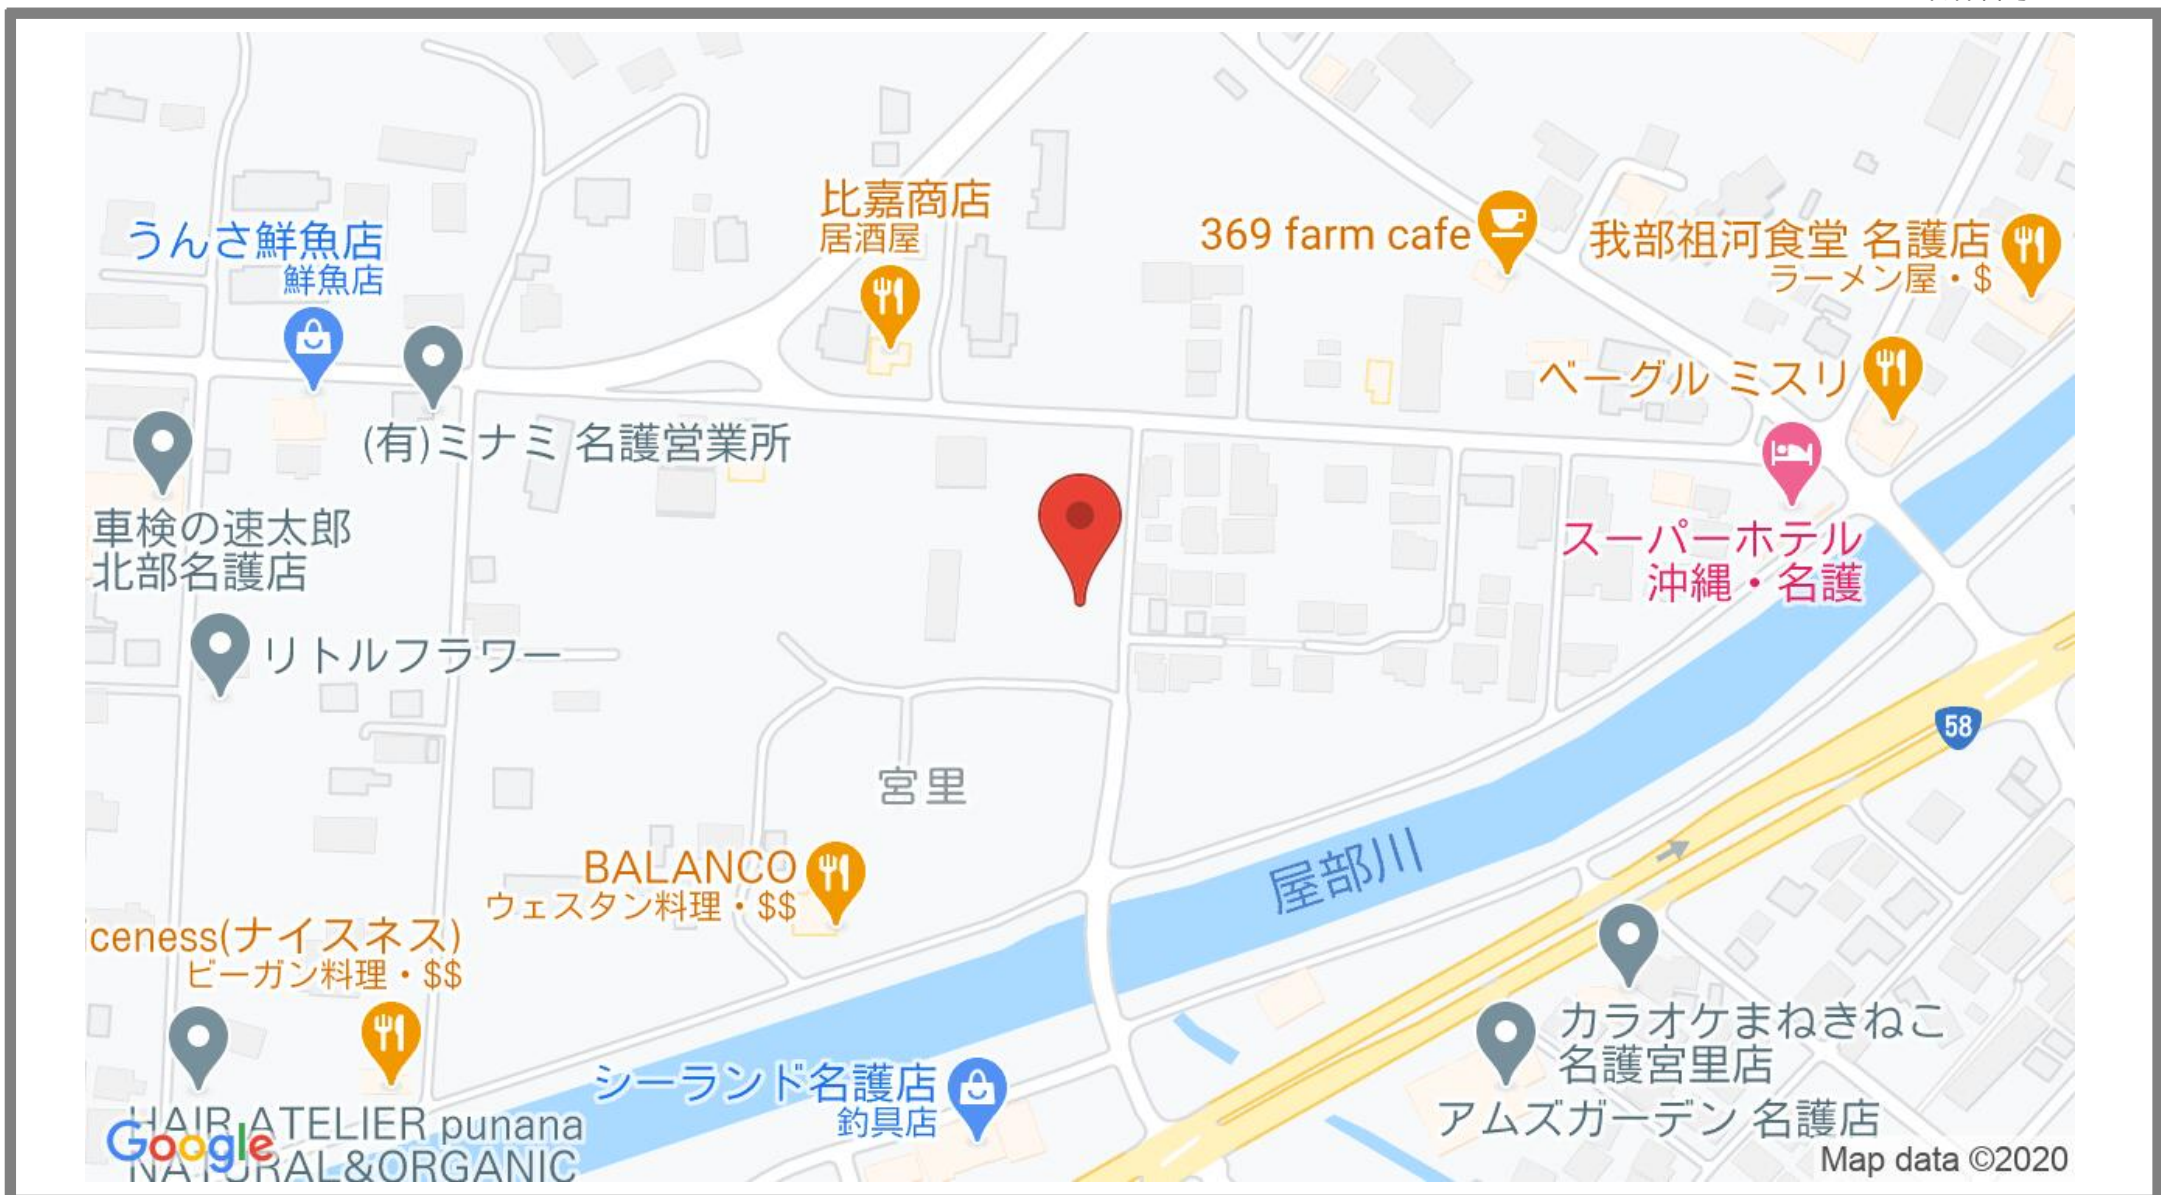 比嘉商店
居酒屋
369 farm cafe
我部祖河食堂 名護店
ラーメン屋・$
うんさ鮮魚店
鮮魚店
ベーグル ミスリ
(有)ミナミ 名護営業所
車検の速太郎
北部名護店
スーパーホテル
沖縄・名護
リトルフラワー
58
宮里
BALANCO
ウェスタン料理・$$
屋部川
iceness(ナイスネス)
ビーガン料理・$$
カラオケまねきねこ
名護宮里店
シーランド名護店
釣具店
アムズガーデン 名護店
HAIR ATELIER punana
NATURAL&ORGANIC
Google
Map data ©2020